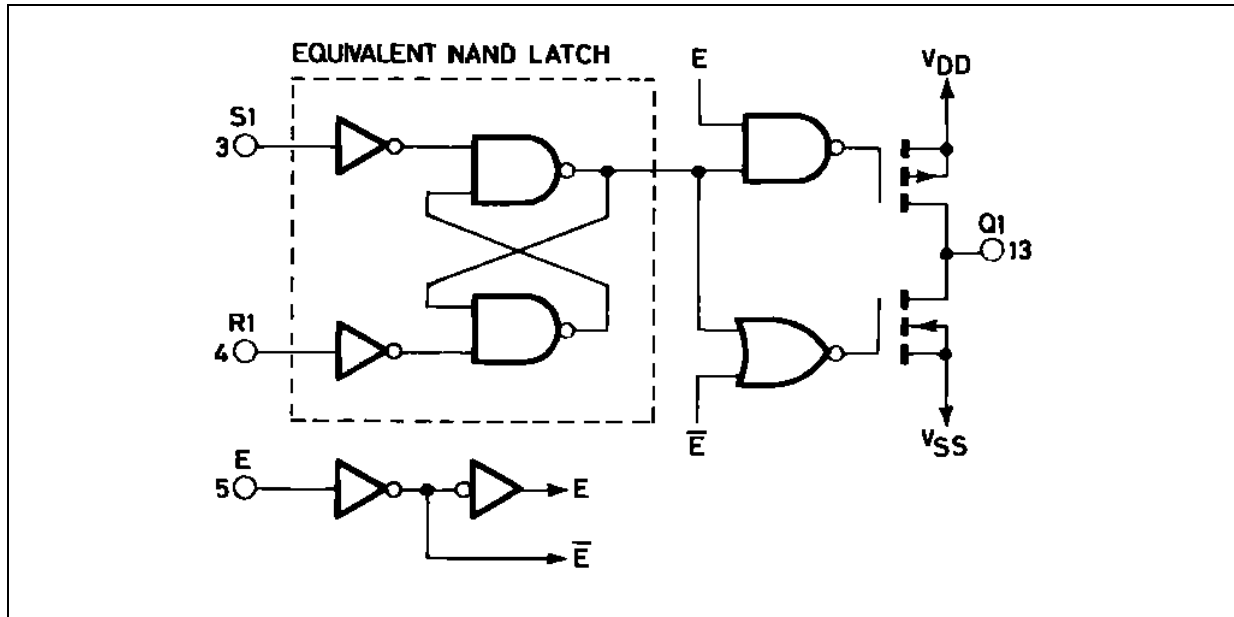 EQUIVALENT NAND LATCH
E
VDD
S1
3
Q1
13
R1
4
E̅
VSS
E
5
E
E̅